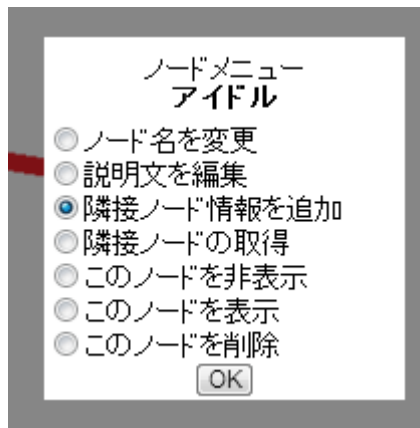 ノードメニュー
アイドル
ノード名を変更
説明文を編集
隣接ノード情報を追加
隣接ノードの取得
このノードを非表示
このノードを表示
このノードを削除
OK